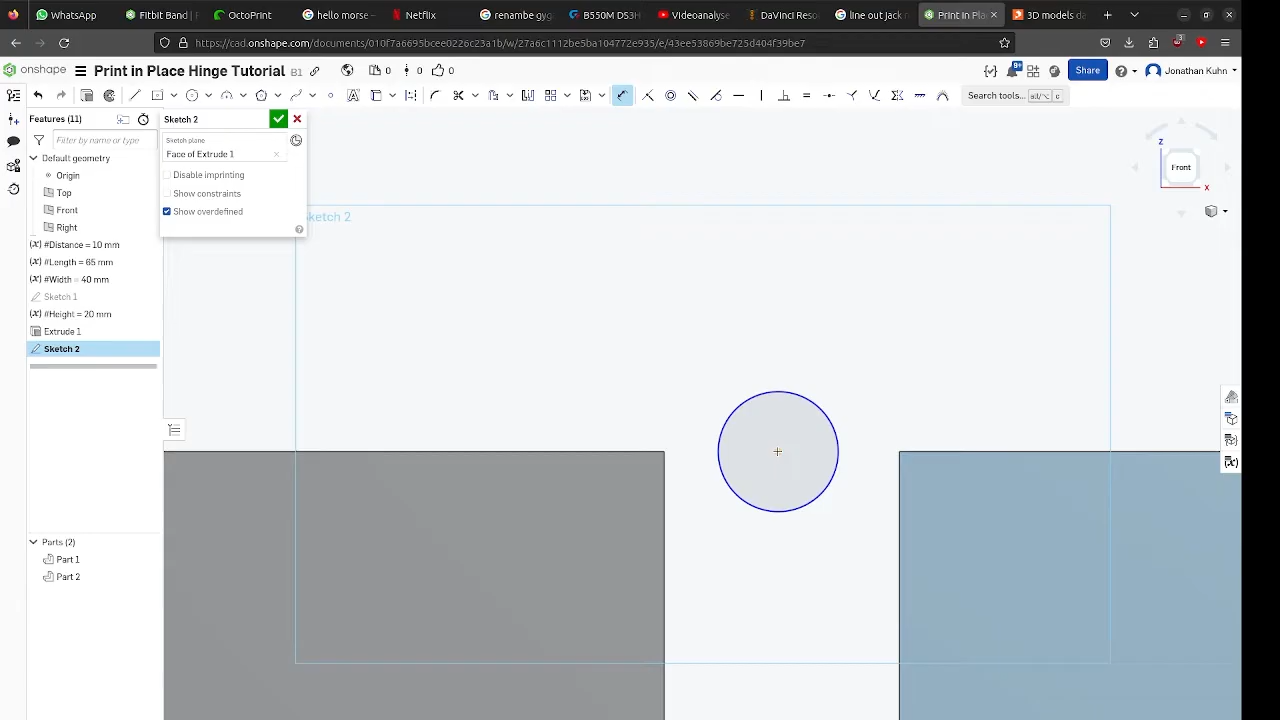 WhatsApp
Fitbit Band |
OctoPrint
hello morse –
Netflix
renambe gyg
B550M DS3H
Videoanalyse
DaVinci Reso
line out jack r
Print in Pla
3D models da
https://cad.onshape.com/documents/010f7a6695bcee0226c23a1b/w/27a6c1112be5ba104772e935/e/43ee53869be725d404f39be7
onshape
Print in Place Hinge Tutorial
B1
0
0
0
9+
Share
Jonathan Kuhn
Search tools...
alt/⌥
c
Features (11)
Filter by name or type
Default geometry
Origin
Top
Front
Right
(x) #Distance = 10 mm
(x) #Length = 65 mm
(x) #Width = 40 mm
Sketch 1
(x) #Height = 20 mm
Extrude 1
Sketch 2
Parts (2)
Part 1
Part 2
Sketch 2
Sketch plane
Face of Extrude 1
Disable imprinting
Show constraints
Show overdefined
Sketch 2
Z
Front
X
(x)